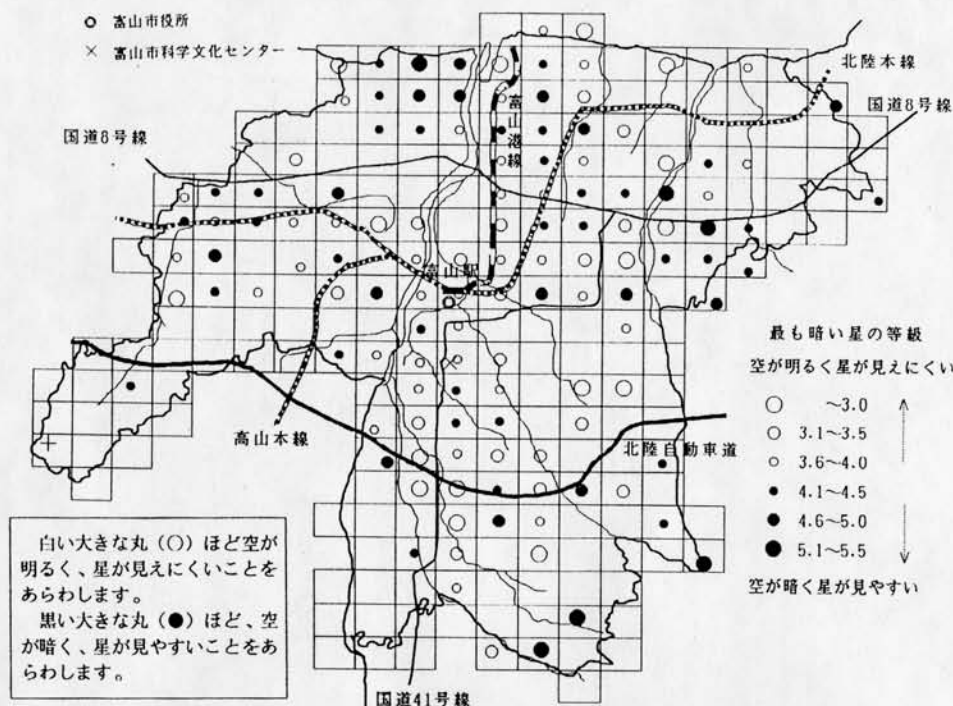 ○ 富山市役所
× 富山市科学文化センター
北陸本線
国道8号線
国道8号線
富山港線
富山駅
高山本線
北陸自動車道
国道41号線
最も暗い星の等級
空が明るく星が見えにくい
○ ～3.0
○ 3.1～3.5
○ 3.6～4.0
● 4.1～4.5
● 4.6～5.0
● 5.1～5.5
空が暗く星が見やすい
白い大きな丸（○）ほど空が
明るく、星が見えにくいことを
あらわします。
黒い大きな丸（●）ほど、空
が暗く、星が見やすいことをあ
らわします。